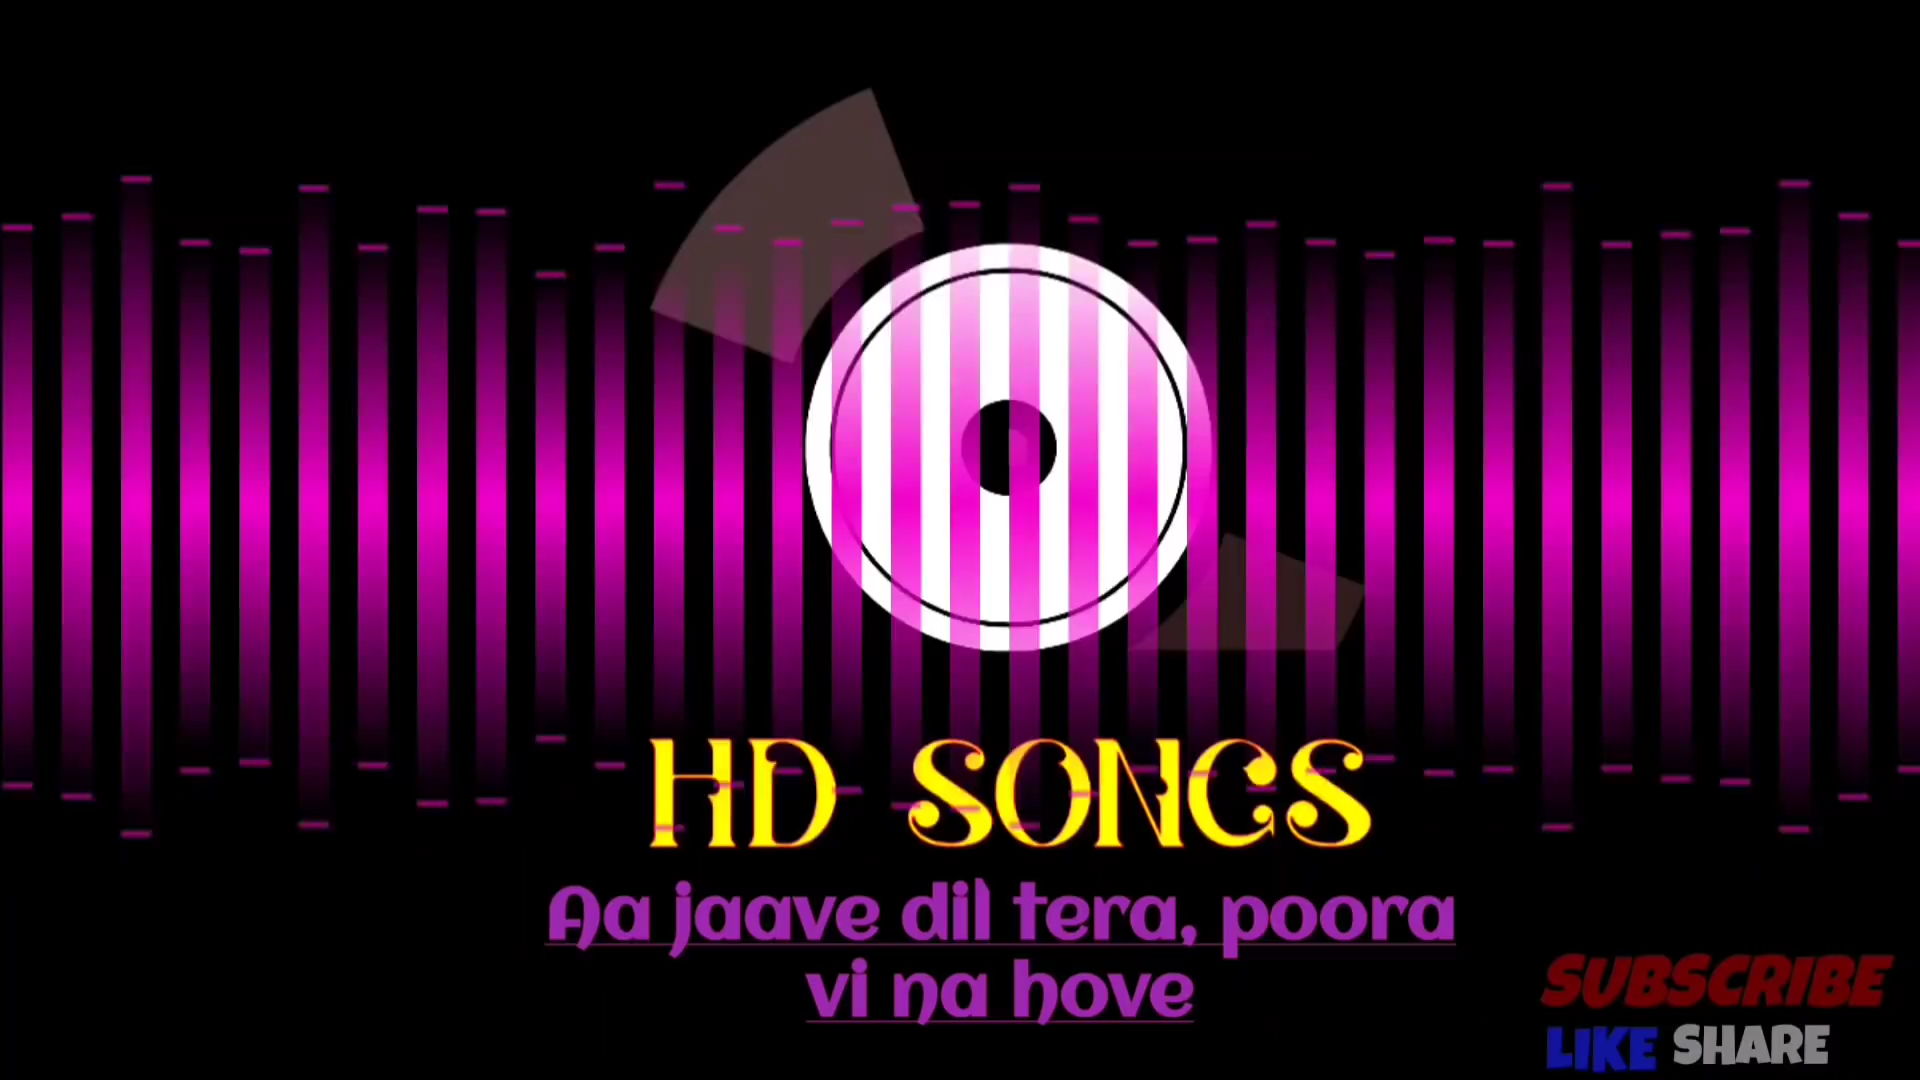 HD SONGS
Aa jaave dil tera, poora
vi na hove
SUBSCRIBE
LIKE SHARE